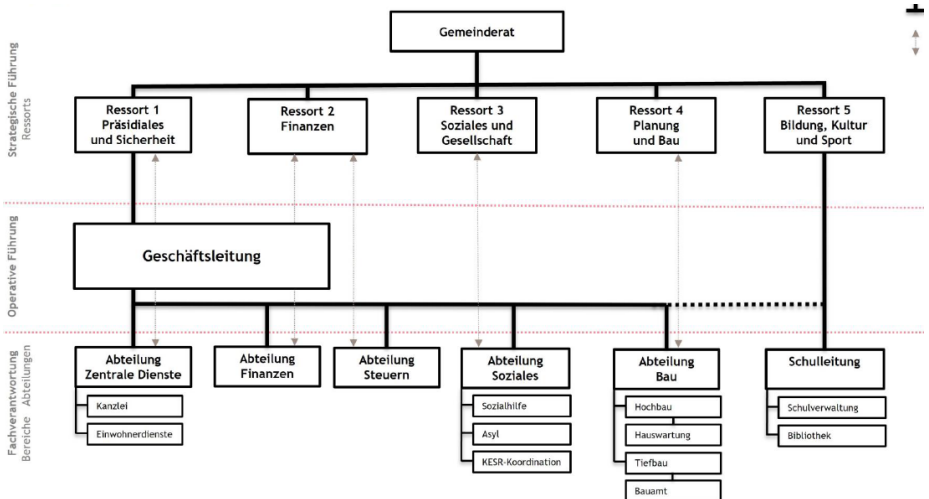 Gemeinderat
Strategische Führung
Ressorts
Ressort 1
Präsidiales
und Sicherheit
Ressort 2
Finanzen
Ressort 3
Soziales und
Gesellschaft
Ressort 4
Planung
und Bau
Ressort 5
Bildung, Kultur
und Sport
Operative Führung
Geschäftsleitung
Fachverantwortung
Bereiche Abteilungen
Abteilung
Zentrale Dienste
Kanzlei
Einwohnerdienste
Abteilung
Finanzen
Abteilung
Steuern
Abteilung
Soziales
Sozialhilfe
Asyl
KESR-Koordination
Abteilung
Bau
Hochbau
Hauswartung
Tiefbau
Bauamt
Schulleitung
Schulverwaltung
Bibliothek